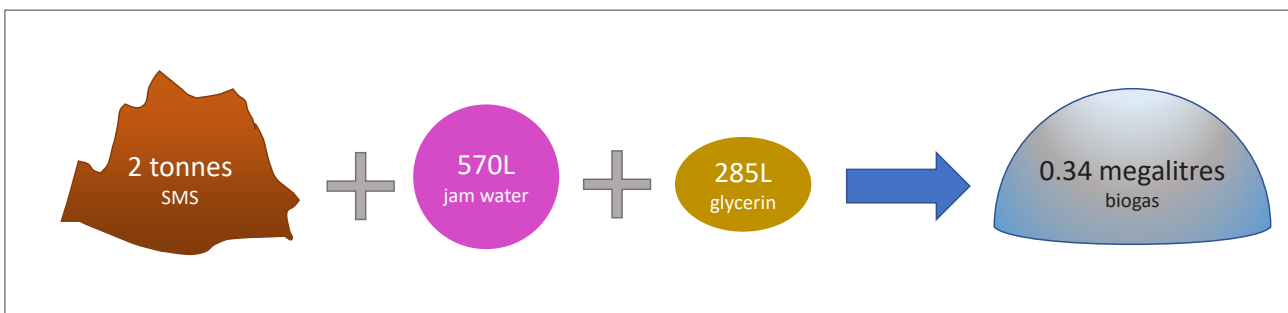 2 tonnes
SMS
570L
jam water
285L
glycerin
0.34 megalitres
biogas